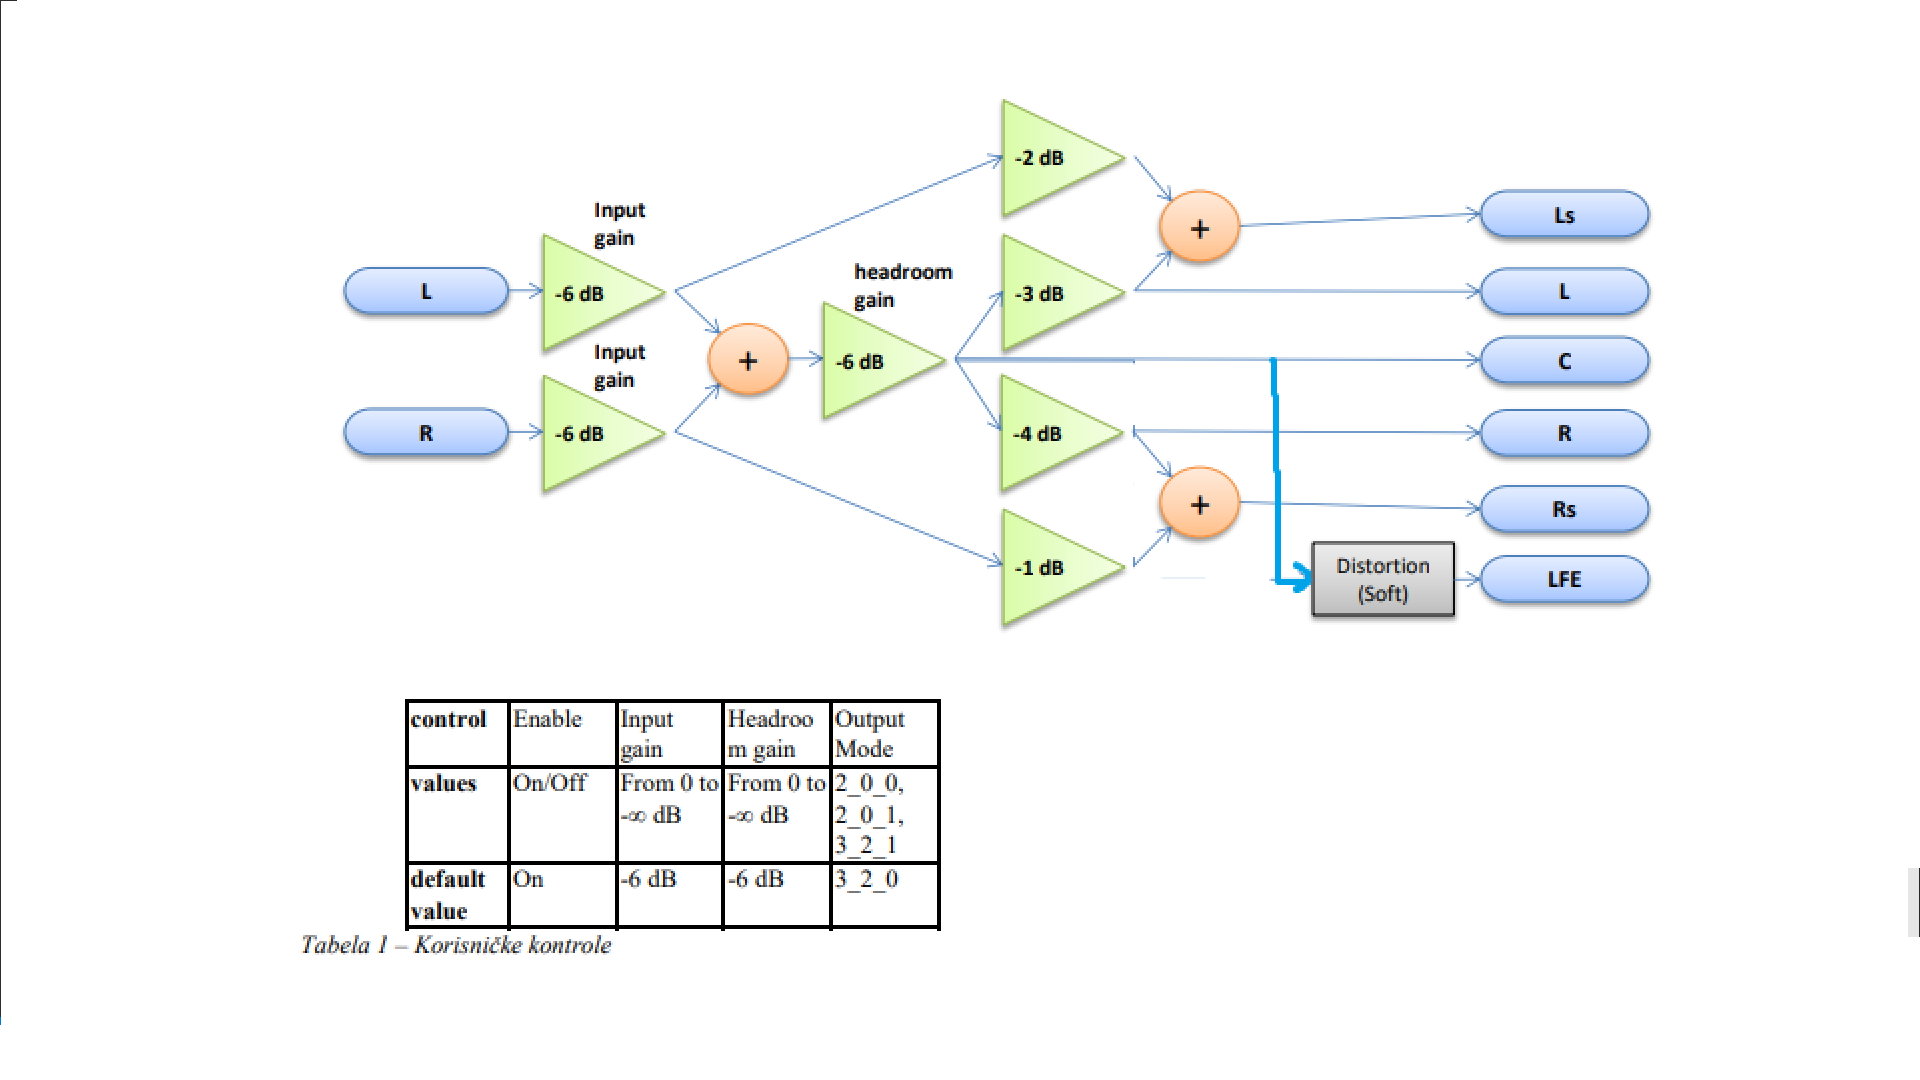 -2 dB
Input
gain
Ls
+
headroom
gain
L
-6 dB
-3 dB
L
Input
gain
+
-6 dB
C
R
-6 dB
-4 dB
R
+
Rs
-1 dB
Distortion
(Soft)
LFE
control Enable Input Headroo Output
gain m gain Mode
values On/Off From 0 to From 0 to 2_0_0,
-∞ dB -∞ dB 2_0_1,
3_2_1
default On -6 dB -6 dB 3_2_0
value
Tabela 1 – Korisničke kontrole